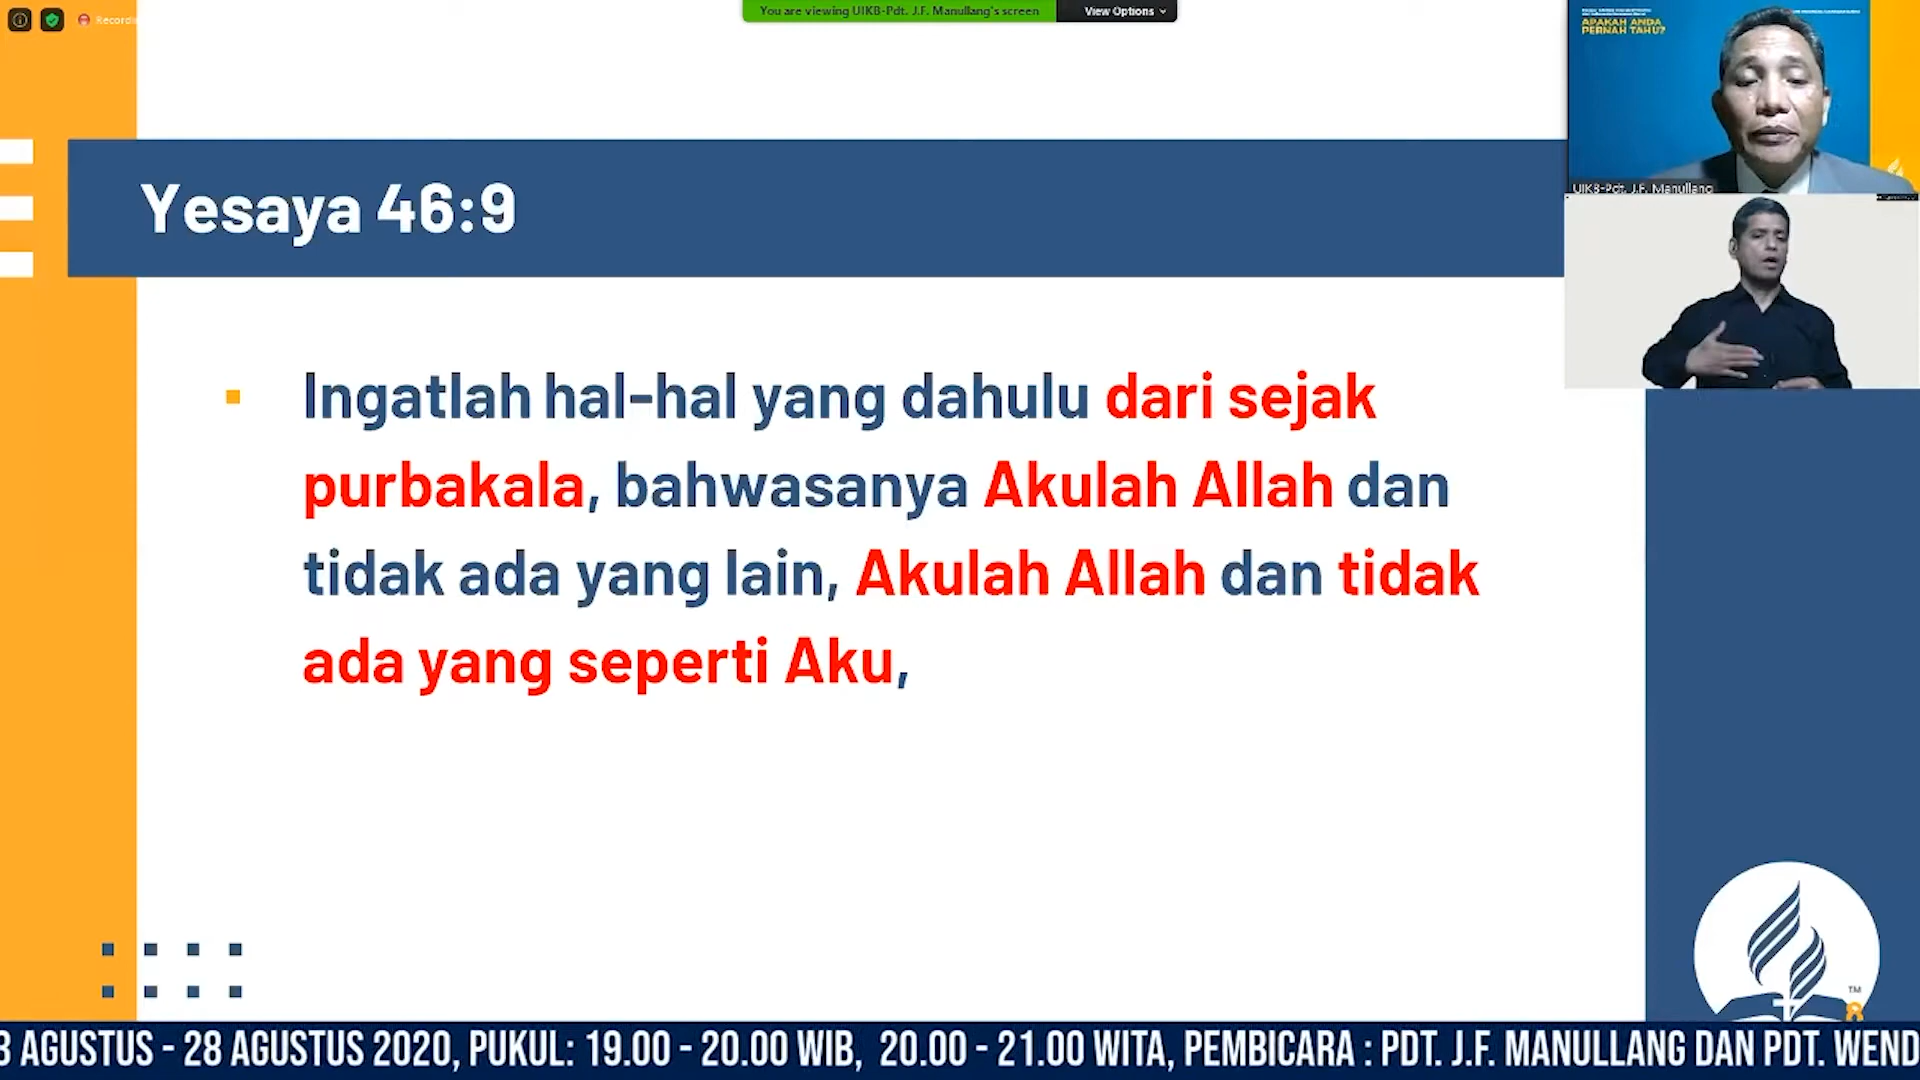 Recordi
You are viewing UIKB-Pdt. J.F. Manullang's screen
View Options
APAKAH ANDA
PERNAH TAHU?
UIKB-Pdt. J.F. Manullang
Yesaya 46:9
Ingatlah hal-hal yang dahulu dari sejak
purbakala, bahwasanya Akulah Allah dan
tidak ada yang lain, Akulah Allah dan tidak
ada yang seperti Aku,
TM
3 AGUSTUS - 28 AGUSTUS 2020, PUKUL: 19.00 - 20.00 WIB, 20.00 - 21.00 WITA, PEMBICARA : PDT. J.F. MANULLANG DAN PDT. WEND